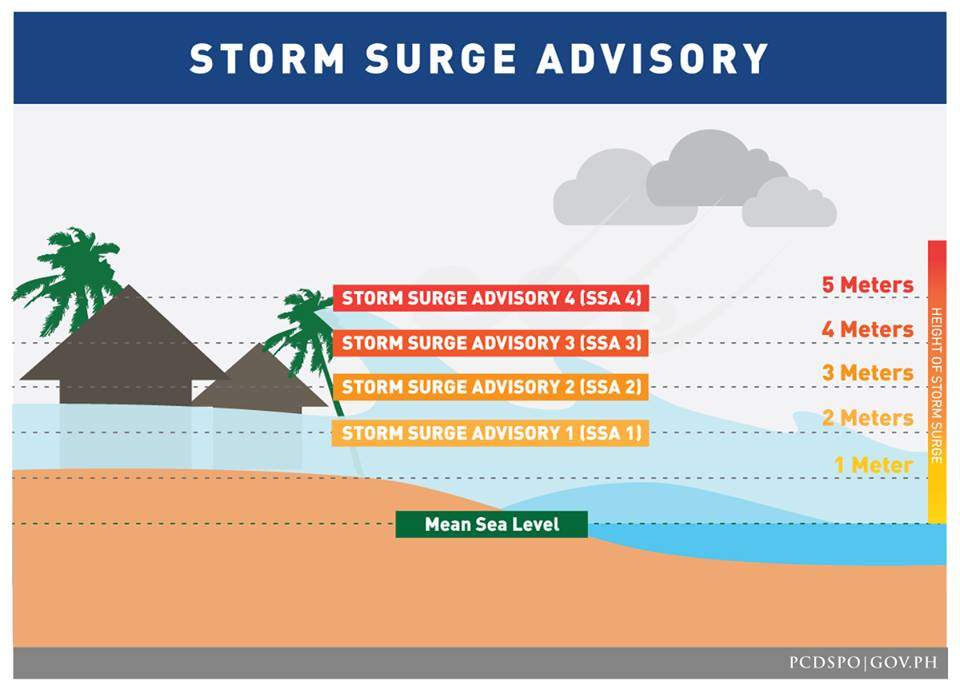 STORM SURGE ADVISORY
STORM SURGE ADVISORY 4 (SSA 4)
5 Meters
STORM SURGE ADVISORY 3 (SSA 3)
4 Meters
STORM SURGE ADVISORY 2 (SSA 2)
3 Meters
STORM SURGE ADVISORY 1 (SSA 1)
2 Meters
1 Meter
HEIGHT OF STORM SURGE
Mean Sea Level
PCDSPO|GOV.PH